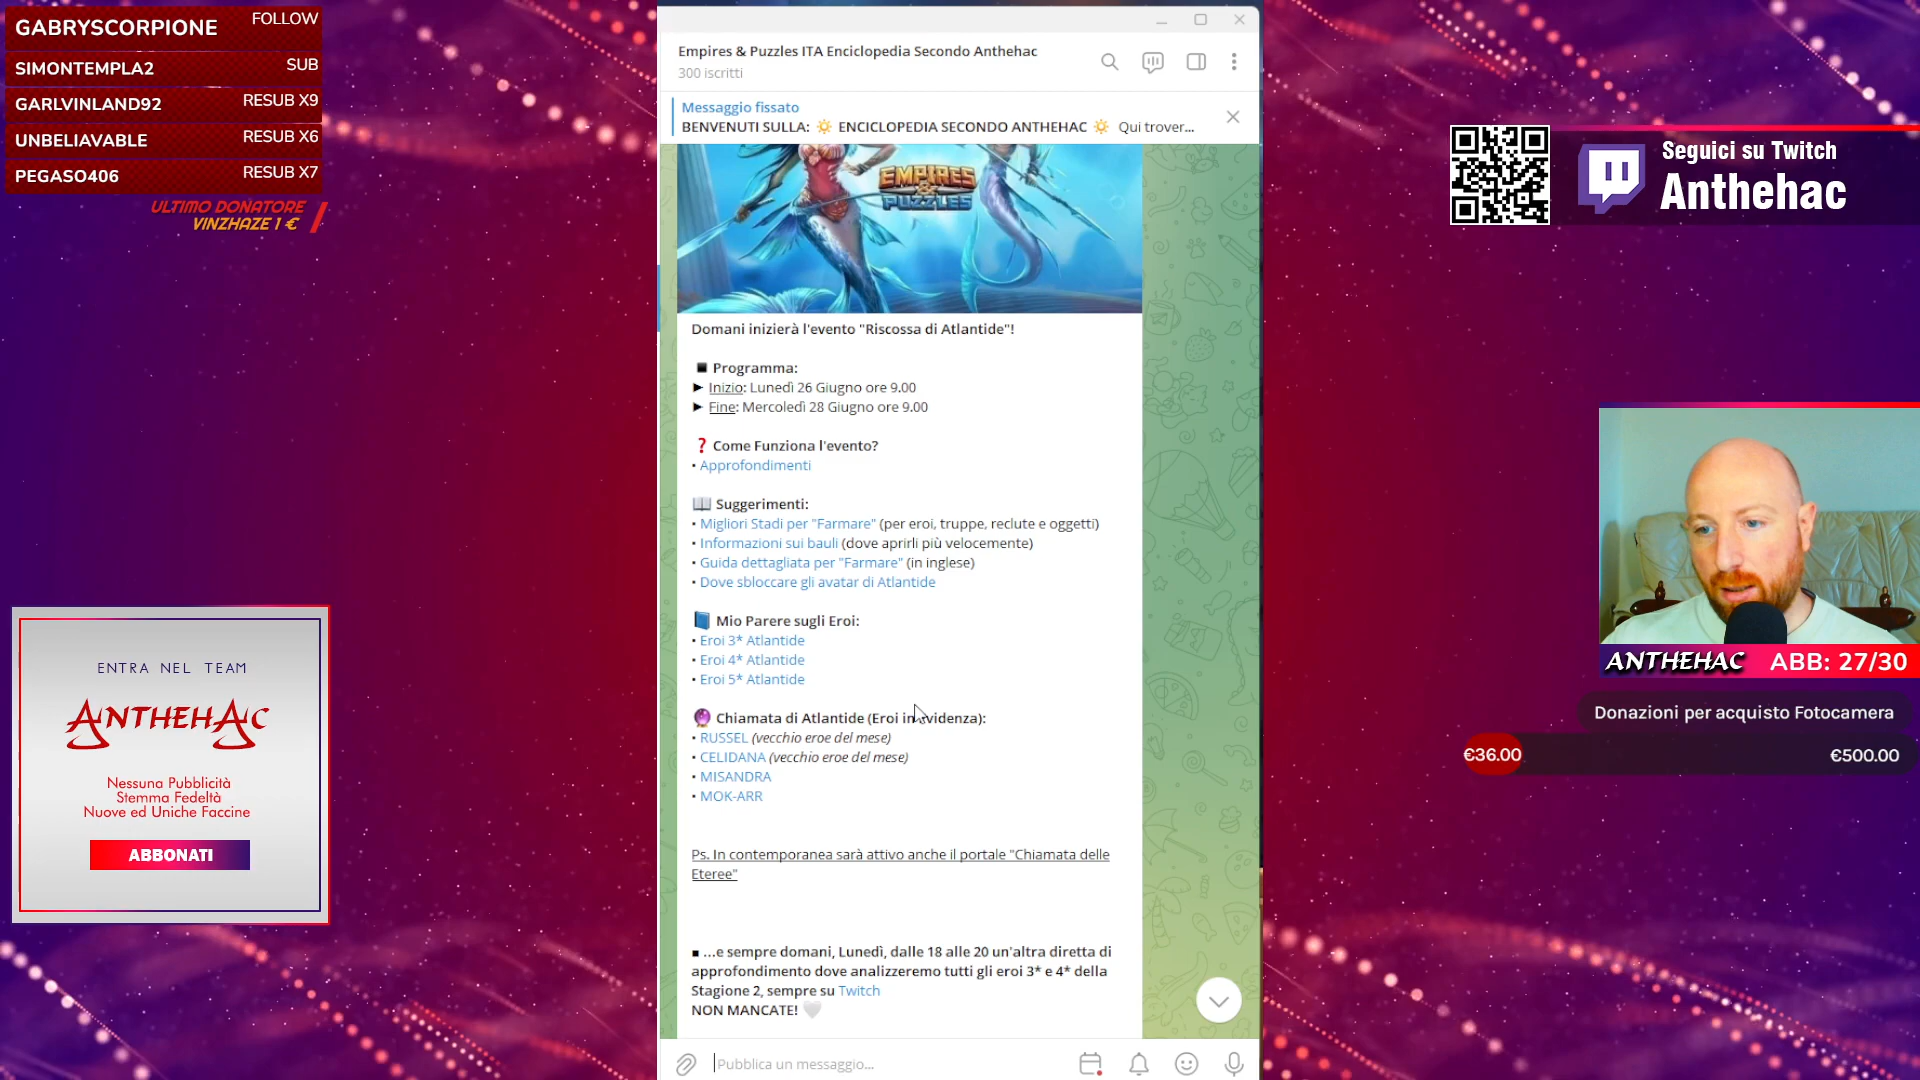 GABRYSCORPIONE FOLLOW
SIMONTEMPLA2 SUB
GARLVINLAND92 RESUB X9
UNBELIAVABLE RESUB X6
PEGASO406 RESUB X7
ULTIMO DONATORE
VINZHAZE 1 €
ENTRA NEL TEAM
ANTHEHAC
Nessuna Pubblicità
Stemma Fedeltà
Nuove ed Uniche Faccine
ABBONATI
Empires & Puzzles ITA Enciclopedia Secondo Anthehac
300 iscritti
Messaggio fissato
BENVENUTI SULLA: ☀️ ENCICLOPEDIA SECONDO ANTHEHAC ☀️ Qui trover...
EMPIRES
&
PUZZLES
Domani inizierà l'evento "Riscossa di Atlantide"!
◾ Programma:
► Inizio: Lunedì 26 Giugno ore 9.00
► Fine: Mercoledì 28 Giugno ore 9.00
❓ Come Funziona l'evento?
• Approfondimenti
📖 Suggerimenti:
• Migliori Stadi per "Farmare" (per eroi, truppe, reclute e oggetti)
• Informazioni sui bauli (dove aprirli più velocemente)
• Guida dettagliata per "Farmare" (in inglese)
• Dove sbloccare gli avatar di Atlantide
📘 Mio Parere sugli Eroi:
• Eroi 3* Atlantide
• Eroi 4* Atlantide
• Eroi 5* Atlantide
🔮 Chiamata di Atlantide (Eroi in evidenza):
• RUSSEL (vecchio eroe del mese)
• CELIDANA (vecchio eroe del mese)
• MISANDRA
• MOK-ARR
Ps. In contemporanea sarà attivo anche il portale "Chiamata delle
Eteree"
▪ ...e sempre domani, Lunedì, dalle 18 alle 20 un'altra diretta di
approfondimento dove analizzeremo tutti gli eroi 3* e 4* della
Stagione 2, sempre su Twitch
NON MANCATE! 🤍
Pubblica un messaggio...
Seguici su Twitch
Anthehac
ANTHEHAC ABB: 27/30
Donazioni per acquisto Fotocamera
€36.00 €500.00